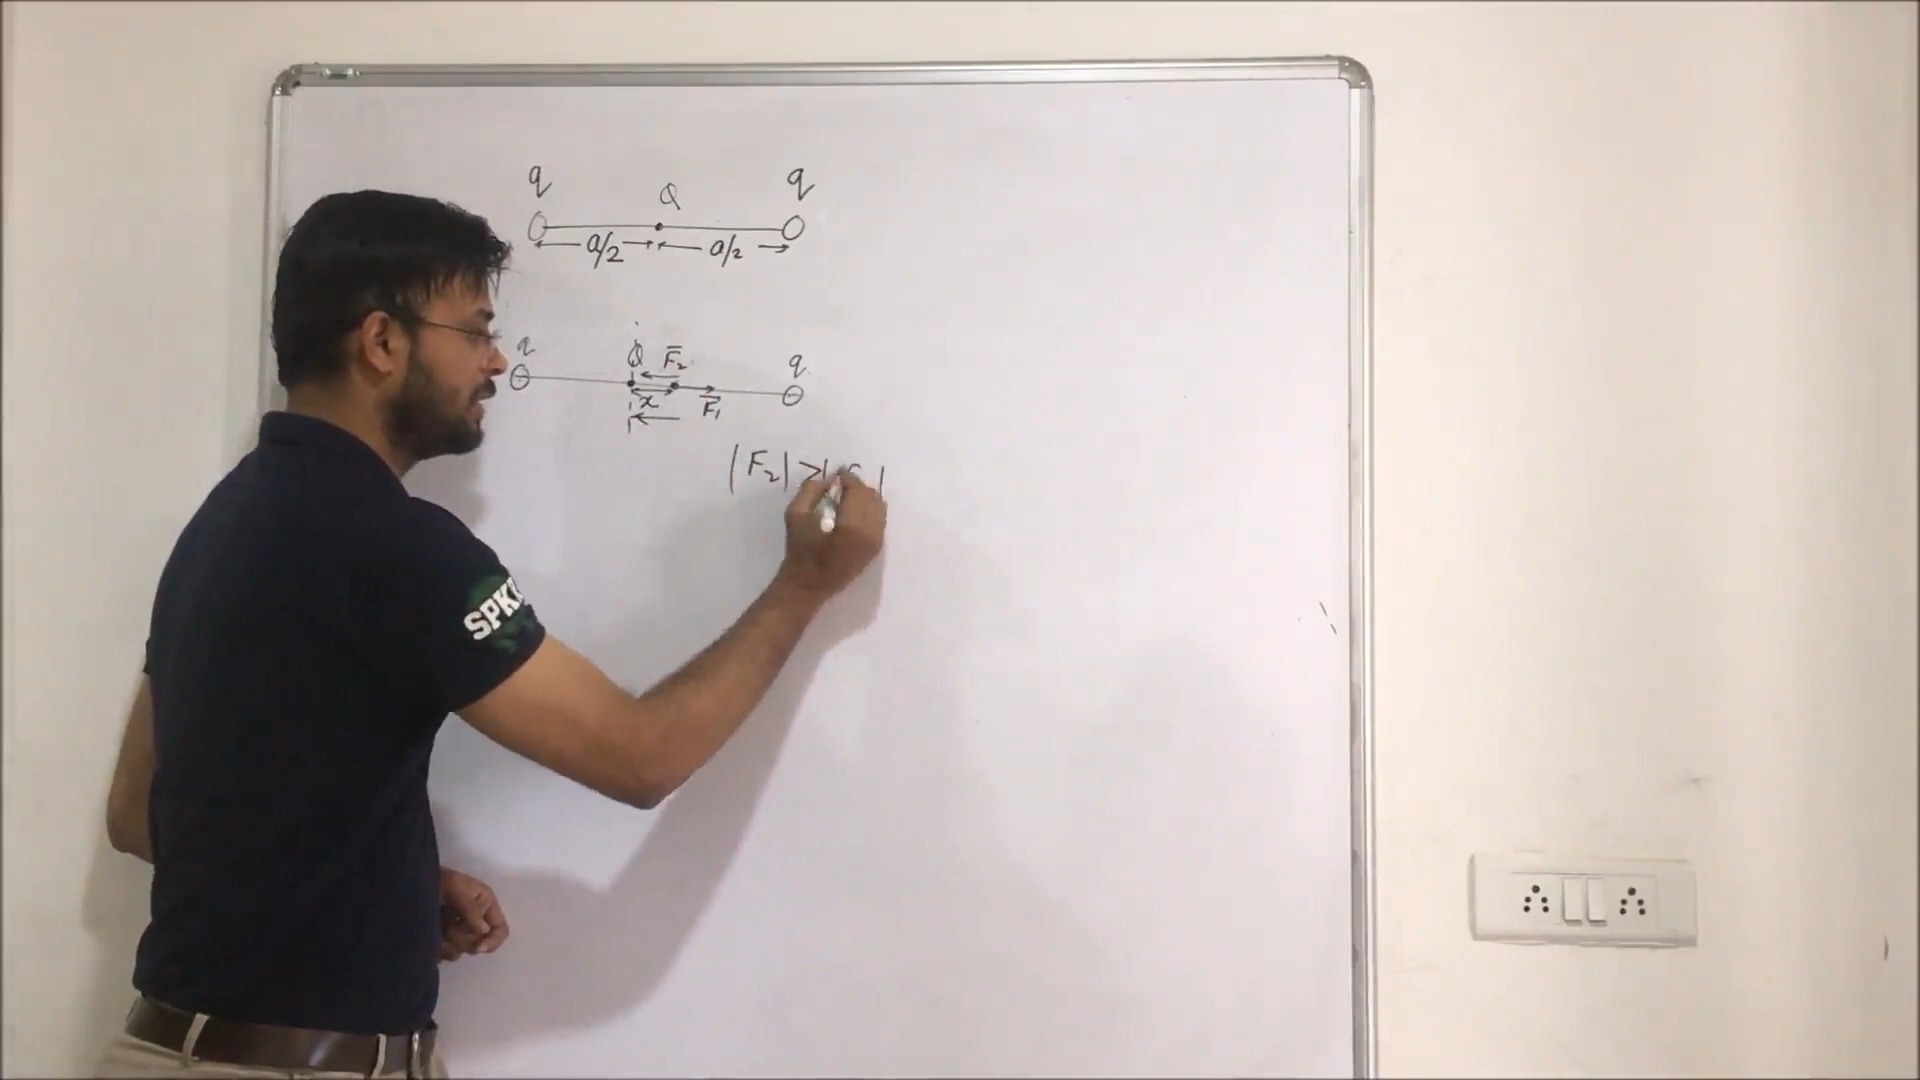 q Q q
a/2 a/2
q Q F₂ q
x F₁
|F₂| >
SPK